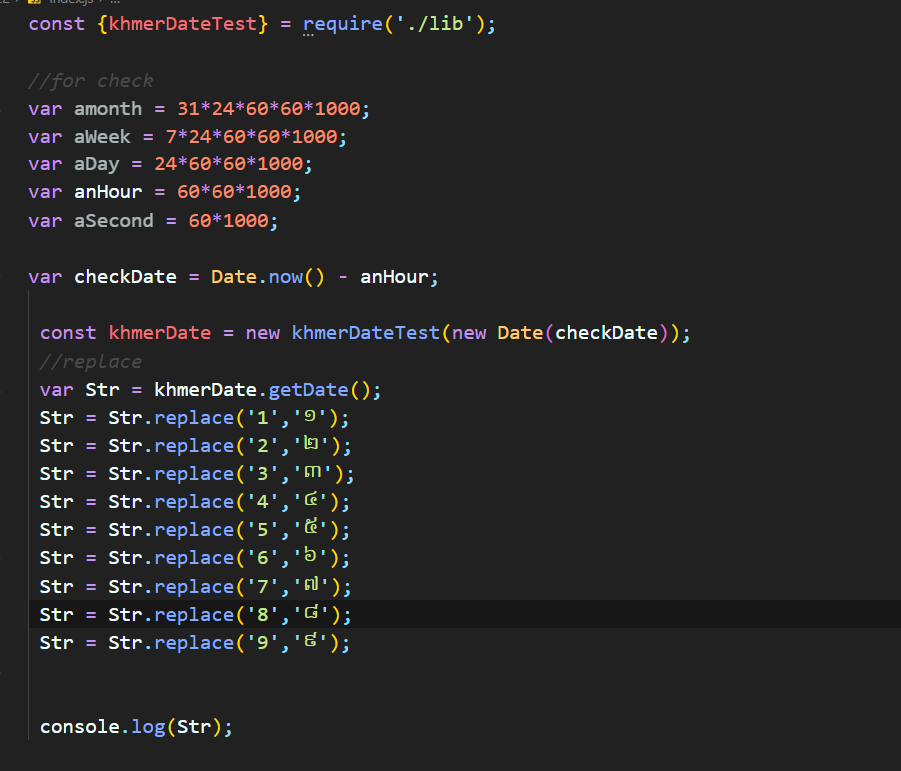 const {khmerDateTest} = require('./lib');
//for check
var amonth = 31*24*60*60*1000;
var aWeek = 7*24*60*60*1000;
var aDay = 24*60*60*1000;
var anHour = 60*60*1000;
var aSecond = 60*1000;
var checkDate = Date.now() - anHour;
const khmerDate = new khmerDateTest(new Date(checkDate));
//replace
var Str = khmerDate.getDate();
Str = Str.replace('1','១');
Str = Str.replace('2','២');
Str = Str.replace('3','៣');
Str = Str.replace('4','៤');
Str = Str.replace('5','៥');
Str = Str.replace('6','៦');
Str = Str.replace('7','៧');
Str = Str.replace('8','៨');
Str = Str.replace('9','៩');
console.log(Str);